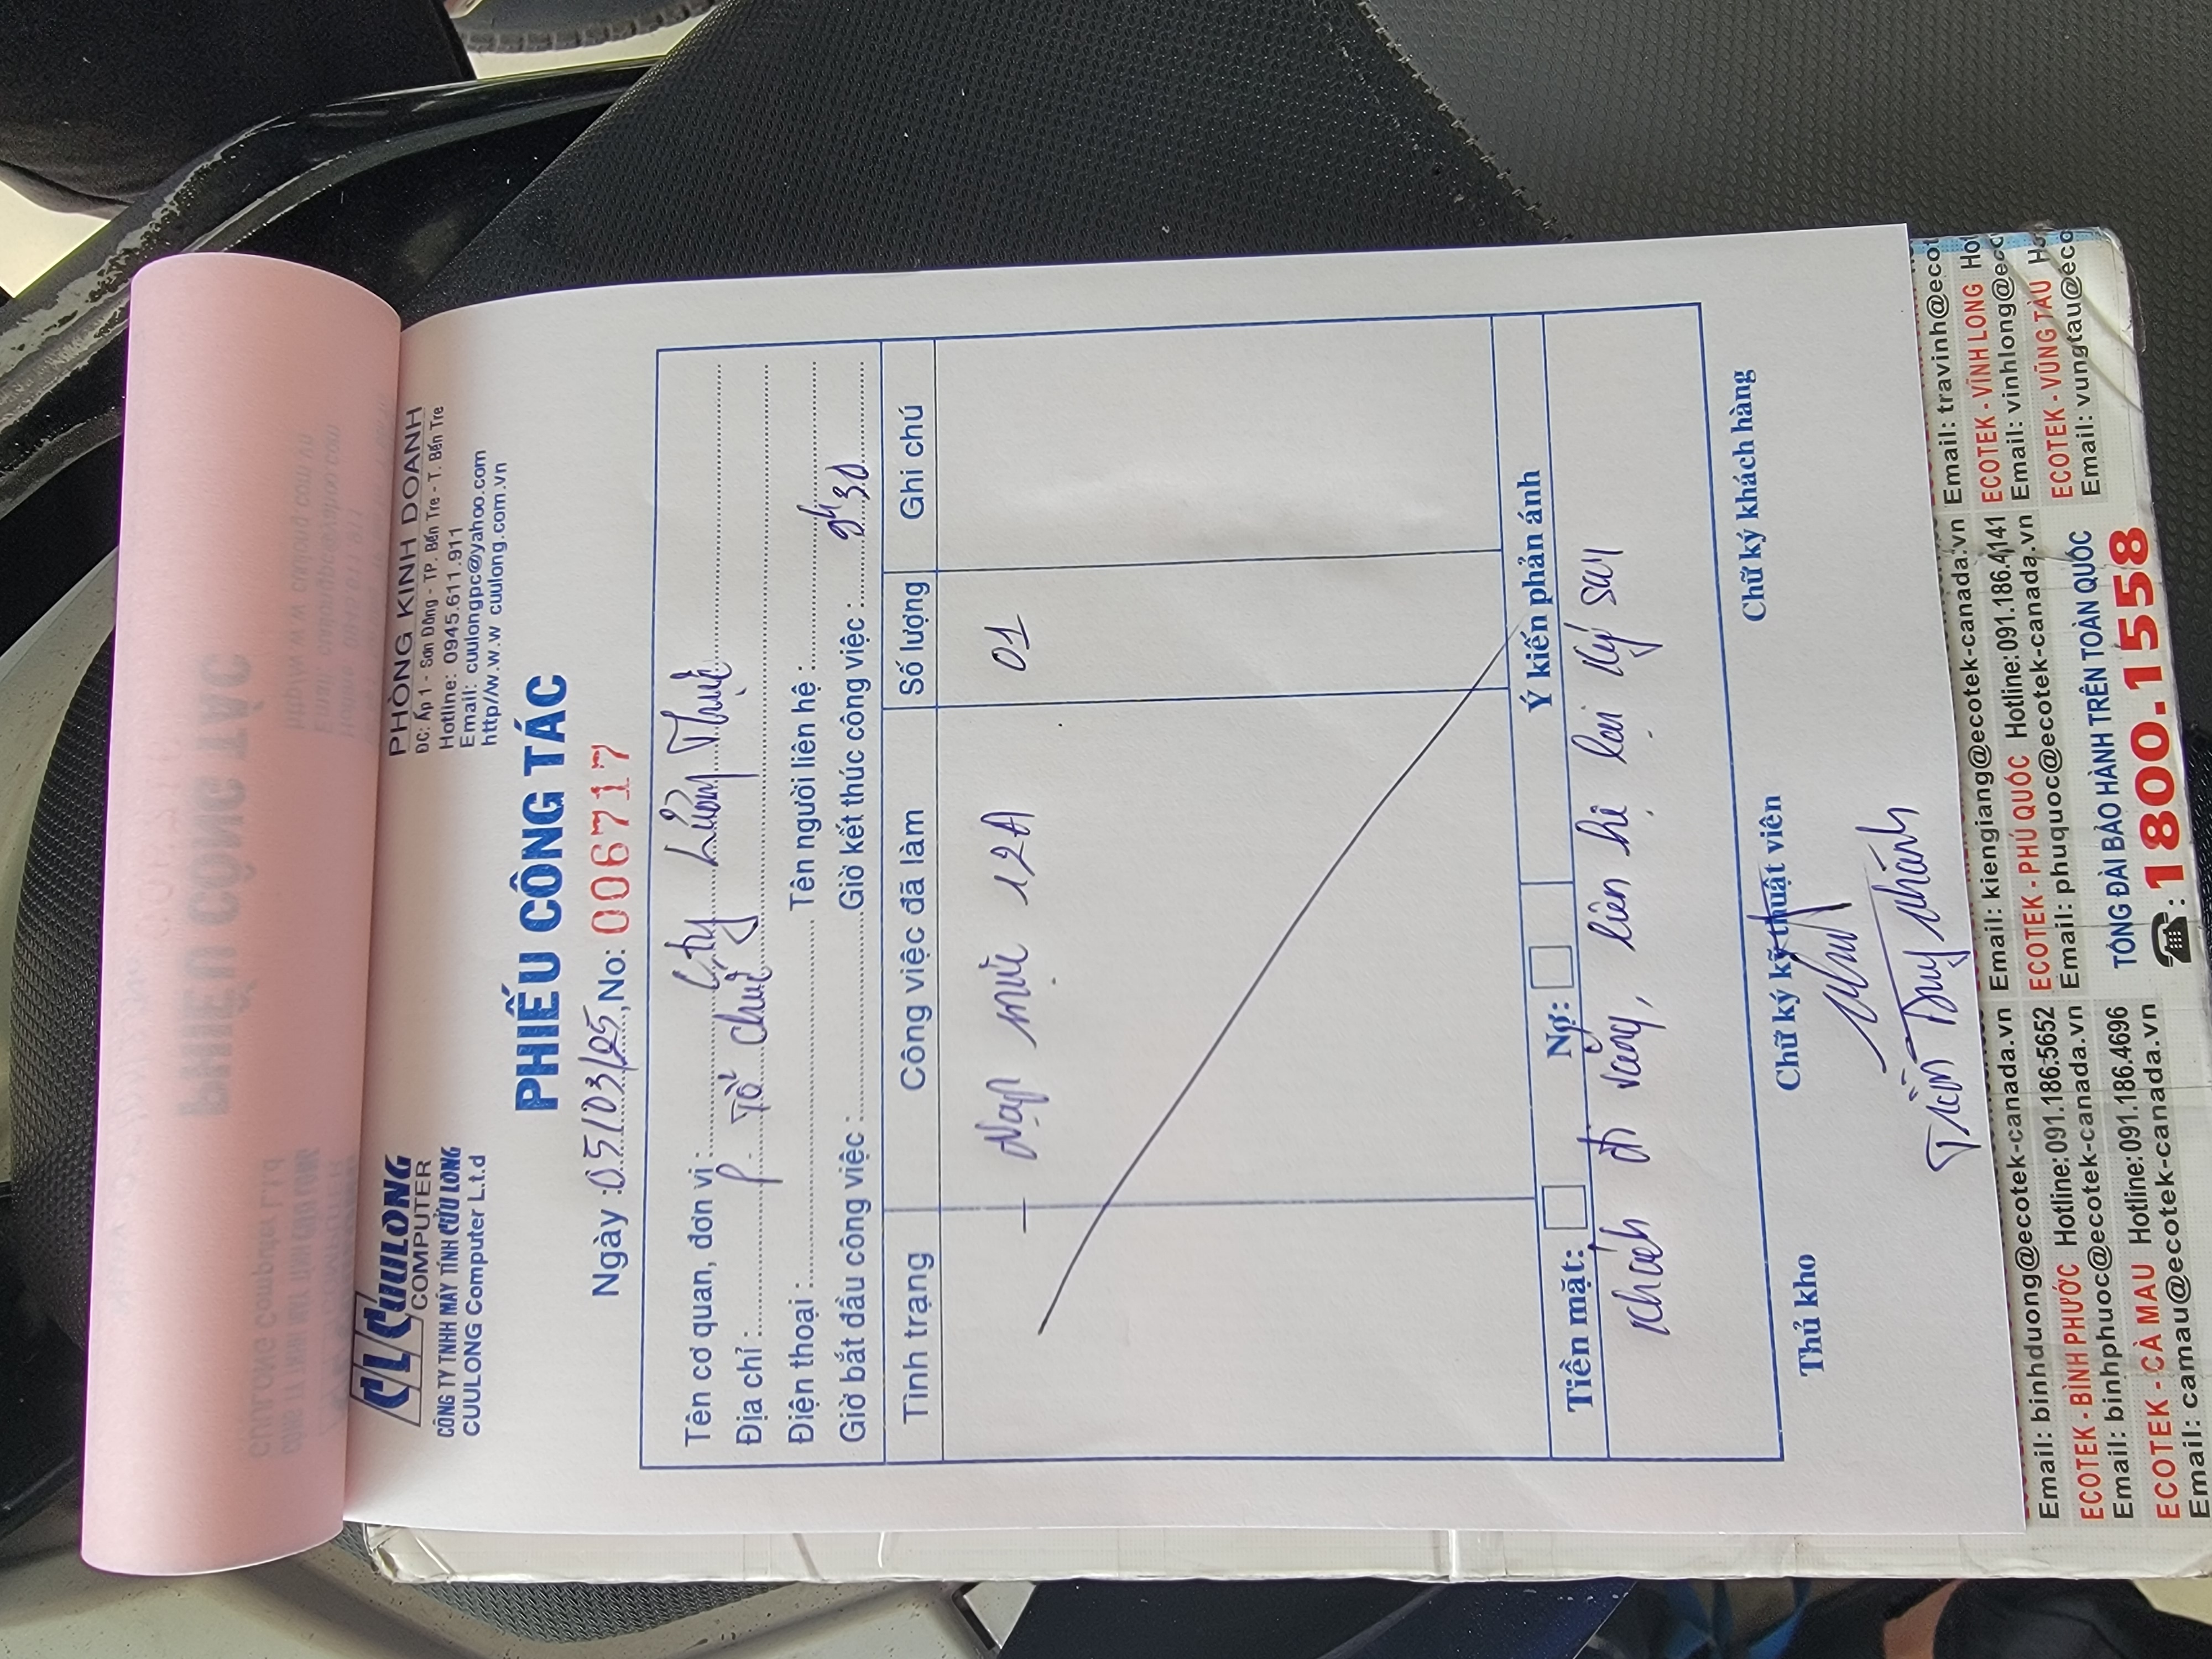 CL CUULONG
COMPUTER
CÔNG TY TNHH MÁY TÍNH CỬU LONG
CUULONG Computer L.t.d
PHÒNG KINH DOANH
ĐC: Ấp 1 - Sơn Đông - TP. Bến Tre - T. Bến Tre
Hotline: 0945.611.911
Email: cuulongpc@yahoo.com
http//w.w.w cuulong.com.vn
PHIẾU CÔNG TÁC
Ngày : 05/03/25, No: 006717
Tên cơ quan, đơn vị : Cty Lương Thực
Địa chỉ : P. Tổ chức
Điện thoại : Tên người liên hệ :
Giờ bắt đầu công việc : Giờ kết thúc công việc : 9h30
Tình trạng Công việc đã làm Số lượng Ghi chú
- Nạp mực 12A 01
Tiền mặt: Nợ: Ý kiến phản ánh
khách đi vắng, liên hệ lại ký sau
Thủ kho Chữ ký kỹ thuật viên Chữ ký khách hàng
Trần Duy Khánh
Email: binhduong@ecotek-canada.vn
ECOTEK - BÌNH PHƯỚC Hotline:091.186.5652
Email: binhphuoc@ecotek-canada.vn
ECOTEK - CÀ MAU Hotline:091.186.4696
Email: camau@ecotek-canada.vn
Email: kiengiang@ecotek-canada.vn
ECOTEK - PHÚ QUỐC Hotline:091.186.4141
Email: phuquoc@ecotek-canada.vn
Email: travinh@ecot
ECOTEK - VĨNH LONG
Email: vinhlong@ec
ECOTEK - VŨNG TÀU
Email: vungtau@eco
TỔNG ĐÀI BẢO HÀNH TRÊN TOÀN QUỐC
☎: 1800.1558